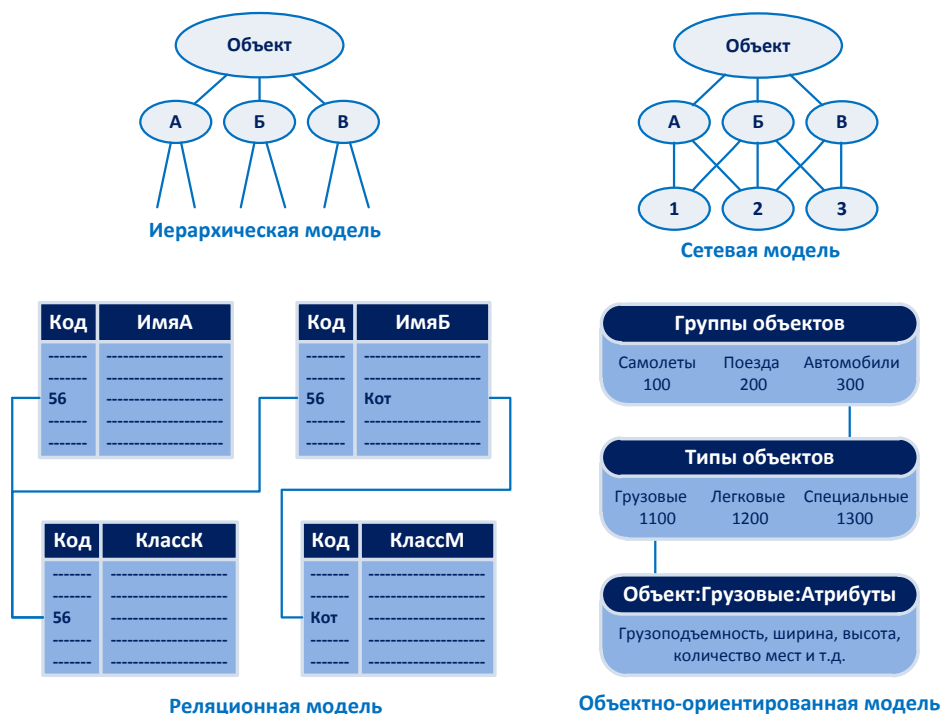 Объект
А Б В
Иерархическая модель
Объект
А Б В
1 2 3
Сетевая модель
Код ИмяА
------- --------------------
------- --------------------
56 --------------------
------- --------------------
------- --------------------
Код ИмяБ
------- --------------------
------- --------------------
56 Кот
------- --------------------
------- --------------------
Код КлассК
------- --------------------
------- --------------------
56 --------------------
------- --------------------
------- --------------------
Код КлассМ
------- --------------------
------- --------------------
Кот --------------------
------- --------------------
------- --------------------
Реляционная модель
Группы объектов
Самолеты Поезда Автомобили
100 200 300
Типы объектов
Грузовые Легковые Специальные
1100 1200 1300
Объект:Грузовые:Атрибуты
Грузоподъемность, ширина, высота,
количество мест и т.д.
Объектно-ориентированная модель